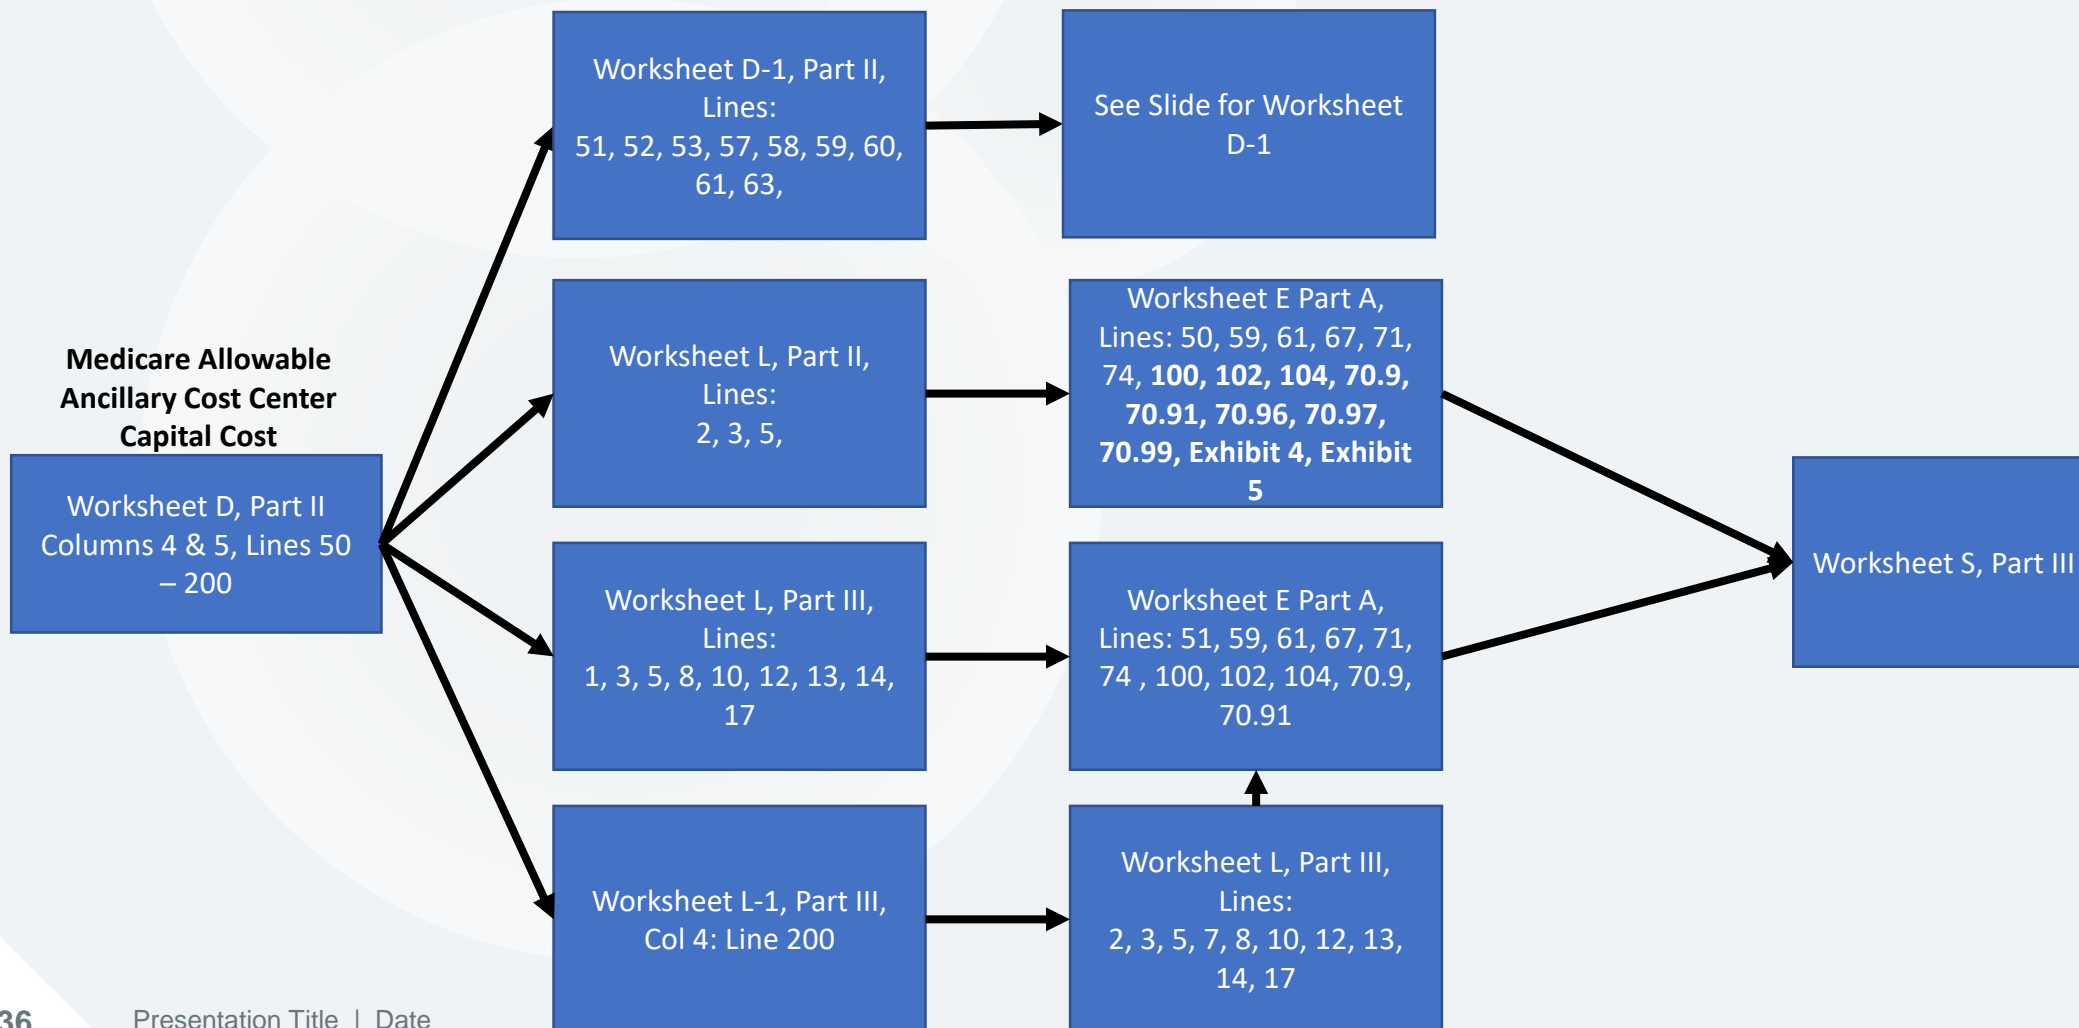 Medicare Allowable
Ancillary Cost Center
Capital Cost
Worksheet D, Part II
Columns 4 & 5, Lines 50
– 200
Worksheet D-1, Part II,
Lines:
51, 52, 53, 57, 58, 59, 60,
61, 63,
See Slide for Worksheet
D-1
Worksheet L, Part II,
Lines:
2, 3, 5,
Worksheet E Part A,
Lines: 50, 59, 61, 67, 71,
74, 100, 102, 104, 70.9,
70.91, 70.96, 70.97,
70.99, Exhibit 4, Exhibit
5
Worksheet L, Part III,
Lines:
1, 3, 5, 8, 10, 12, 13, 14,
17
Worksheet E Part A,
Lines: 51, 59, 61, 67, 71,
74 , 100, 102, 104, 70.9,
70.91
Worksheet S, Part III
Worksheet L-1, Part III,
Col 4: Line 200
Worksheet L, Part III,
Lines:
2, 3, 5, 7, 8, 10, 12, 13,
14, 17
36
Presentation Title | Date